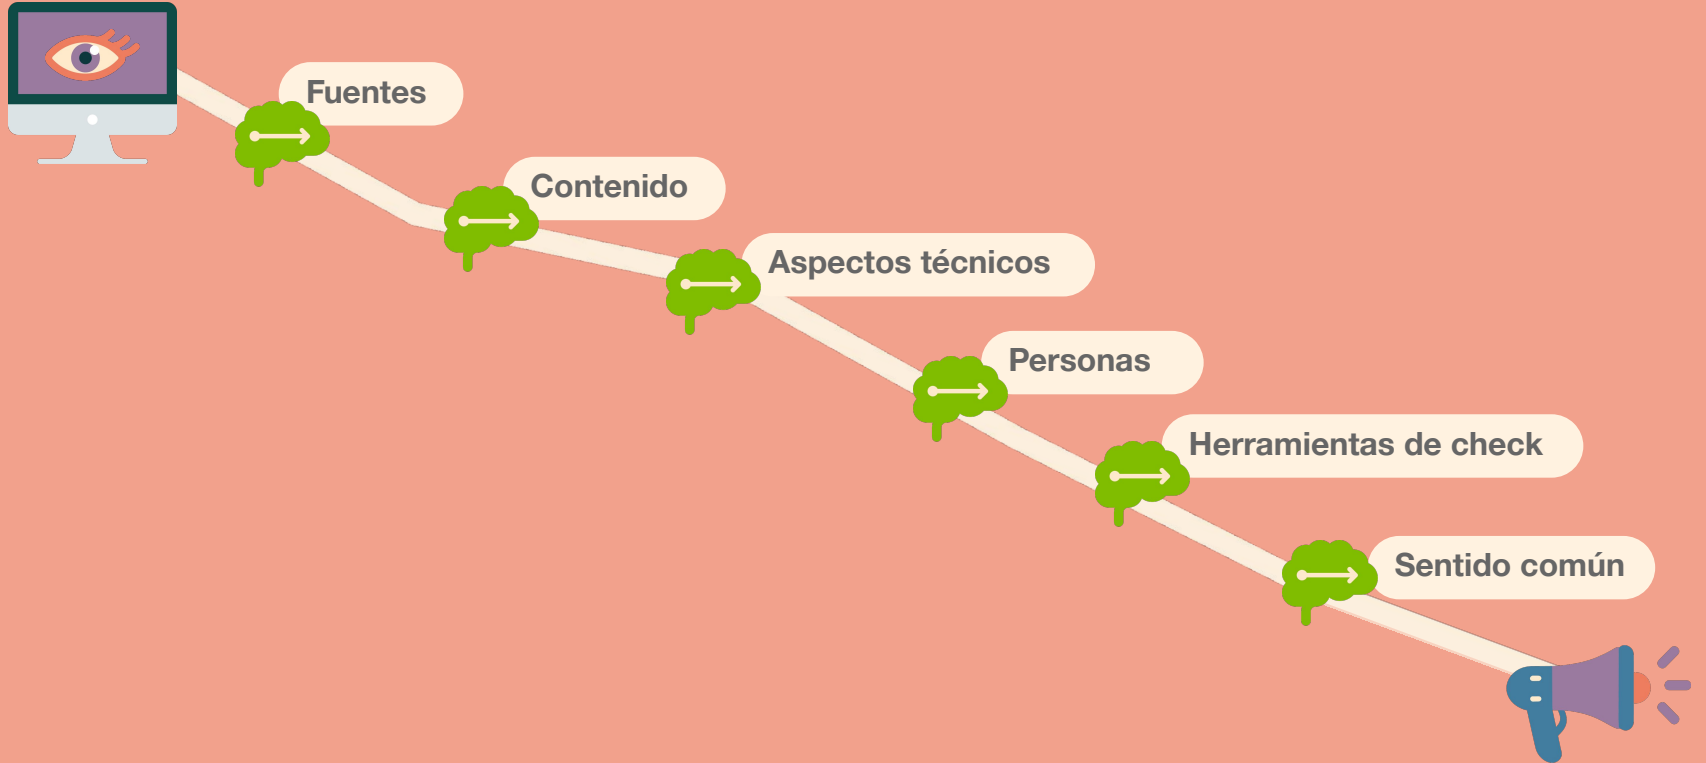 Fuentes
Contenido
Aspectos técnicos
Personas
Herramientas de check
Sentido común